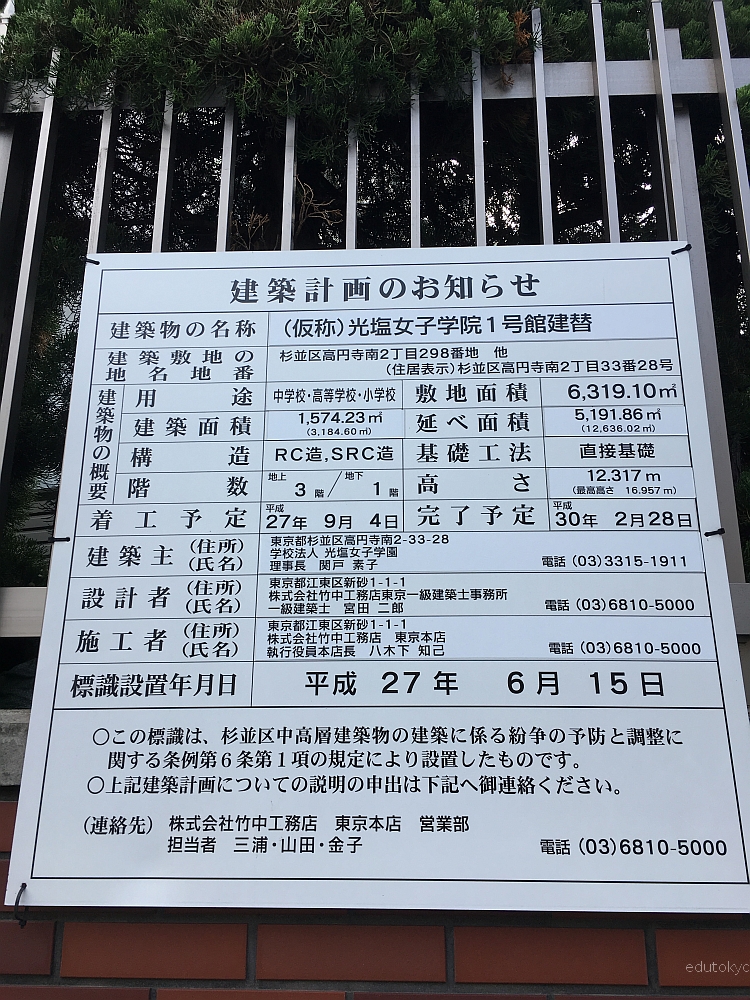 建築計画のお知らせ
建築物の名称 (仮称)光塩女子学院1号館建替
建築敷地の地名地番 杉並区高円寺南2丁目298番地 他
(住居表示)杉並区高円寺南2丁目33番28号
建築物の概要
用途 中学校・高等学校・小学校 敷地面積 6,319.10㎡
建築面積 1,574.23㎡ (3,184.60㎡) 延べ面積 5,191.86㎡ (12,636.02㎡)
構造 RC造,SRC造 基礎工法 直接基礎
階数 地上 3階/地下 1階 高さ 12.317m (最高高さ 16.957m)
着工予定 平成27年 9月 4日 完了予定 平成30年 2月28日
建築主 (住所)(氏名) 東京都杉並区高円寺南2-33-28
学校法人 光塩女子学園
理事長 関戸 素子 電話 (03)3315-1911
設計者 (住所)(氏名) 東京都江東区新砂1-1-1
株式会社竹中工務店東京一級建築士事務所
一級建築士 宮田 二郎 電話 (03)6810-5000
施工者 (住所)(氏名) 東京都江東区新砂1-1-1
株式会社竹中工務店 東京本店
執行役員本店長 八木下 知己 電話 (03)6810-5000
標識設置年月日 平成 27年 6月 15日
○この標識は、杉並区中高層建築物の建築に係る紛争の予防と調整に
関する条例第6条第1項の規定により設置したものです。
○上記建築計画についての説明の申出は下記へ御連絡ください。
(連絡先) 株式会社竹中工務店 東京本店 営業部
担当者 三浦・山田・金子 電話 (03)6810-5000
edutokyo